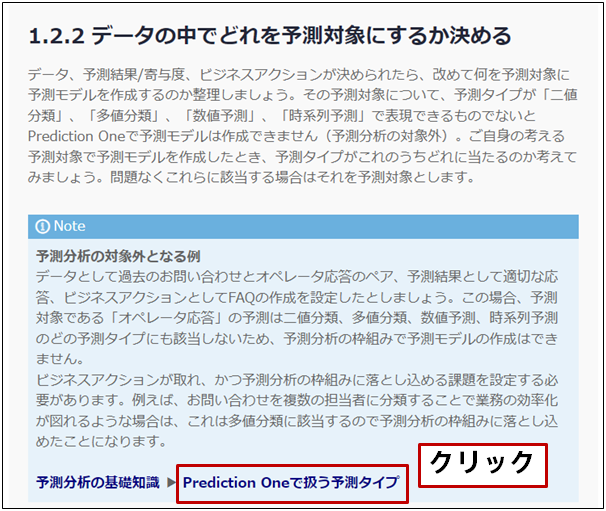 1.2.2 データの中でどれを予測対象にするか決める
データ、予測結果/寄与度、ビジネスアクションが決められたら、改めて何を予測対象に
予測モデルを作成するのか整理しましょう。その予測対象について、予測タイプが「二値
分類」、「多値分類」、「数値予測」、「時系列予測」で表現できるものでないと
Prediction Oneで予測モデルは作成できません（予測分析の対象外）。ご自身の考える
予測対象で予測モデルを作成したとき、予測タイプがこれのうちどれに当たるのか考えて
みましょう。問題なくこれらに該当する場合はそれを予測対象とします。
Note
予測分析の対象外となる例
データとして過去のお問い合わせとオペレータ応答のペア、予測結果として適切な応
答、ビジネスアクションとしてFAQの作成を設定したとしましょう。この場合、予測
対象である「オペレータ応答」の予測は二値分類、多値分類、数値予測、時系列予測
のどの予測タイプにも該当しないため、予測分析の枠組みで予測モデルの作成はでき
ません。
ビジネスアクションが取れ、かつ予測分析の枠組みに落とし込める課題を設定する必
要があります。例えば、お問い合わせを複数の担当者に分類することで業務の効率化
が図れるような場合は、これは多値分類に該当するので予測分析の枠組みに落とし込
めたことになります。
クリック
予測分析の基礎知識 ▶ Prediction Oneで扱う予測タイプ